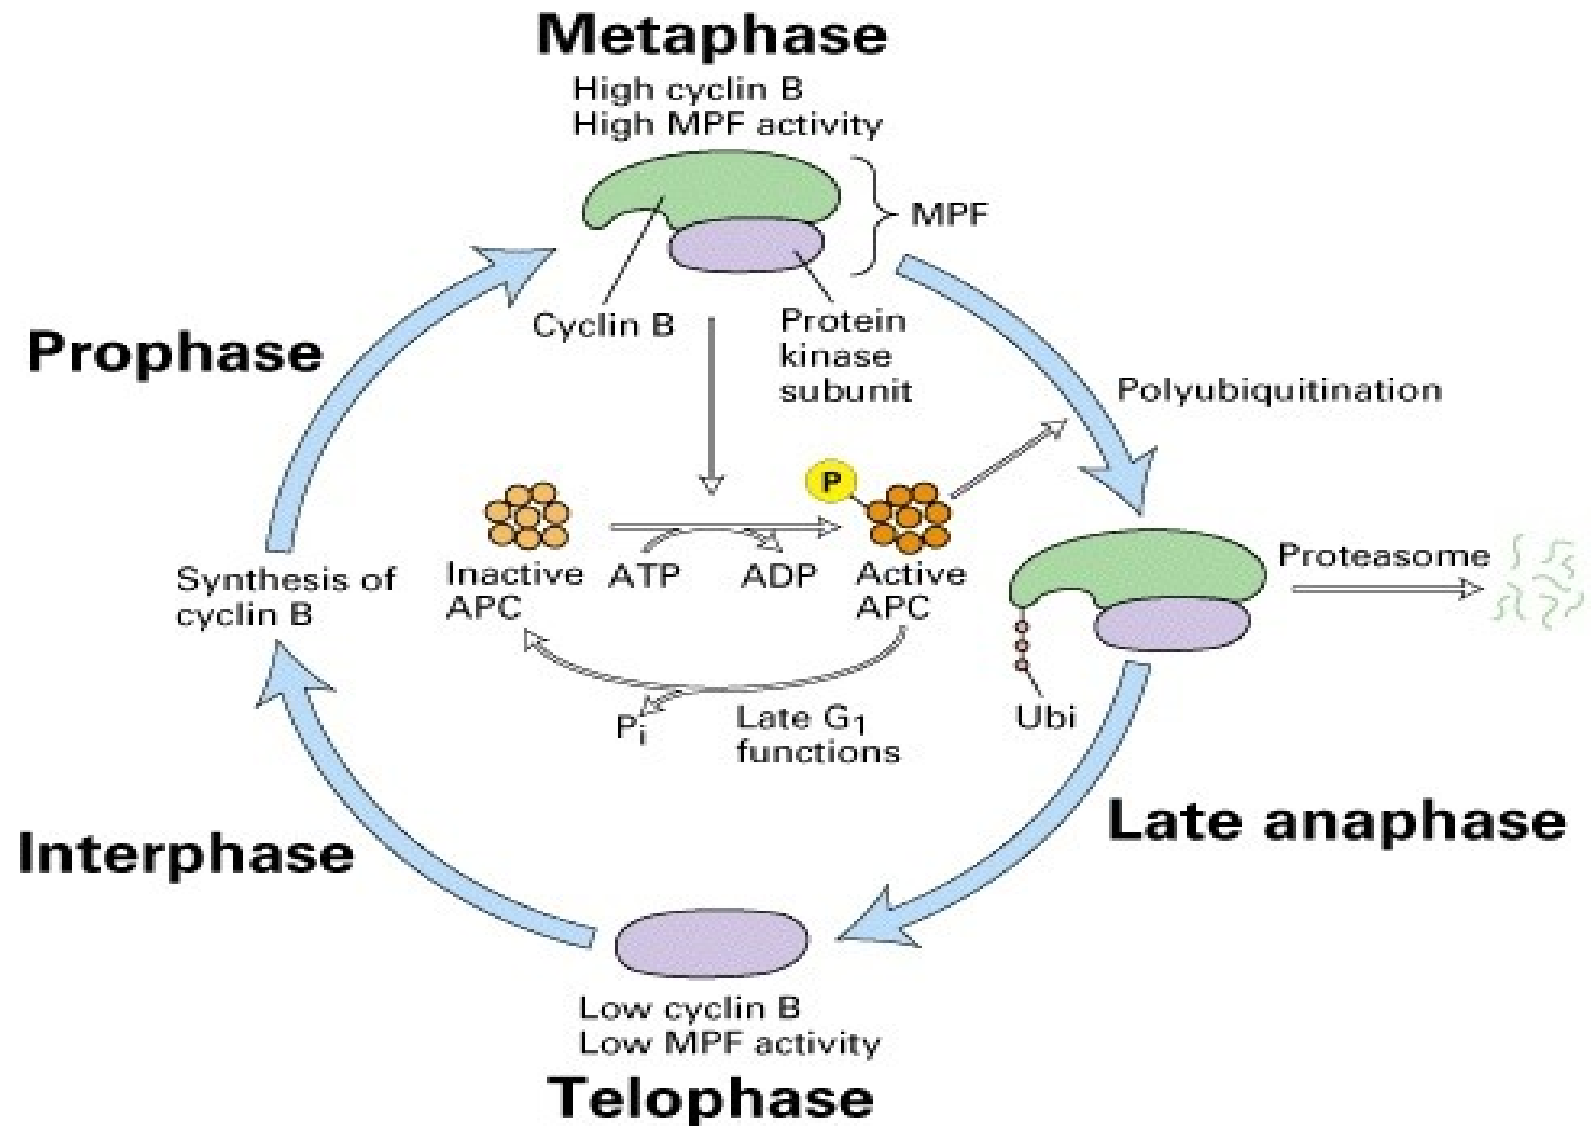 Metaphase
High cyclin B
High MPF activity
MPF
Cyclin B
Protein
kinase
subunit
Prophase
Polyubiquitination
P
Synthesis of
cyclin B
Inactive
APC
ATP
ADP
Active
APC
Proteasome
Pi
Late G1
functions
Ubi
Interphase
Late anaphase
Low cyclin B
Low MPF activity
Telophase